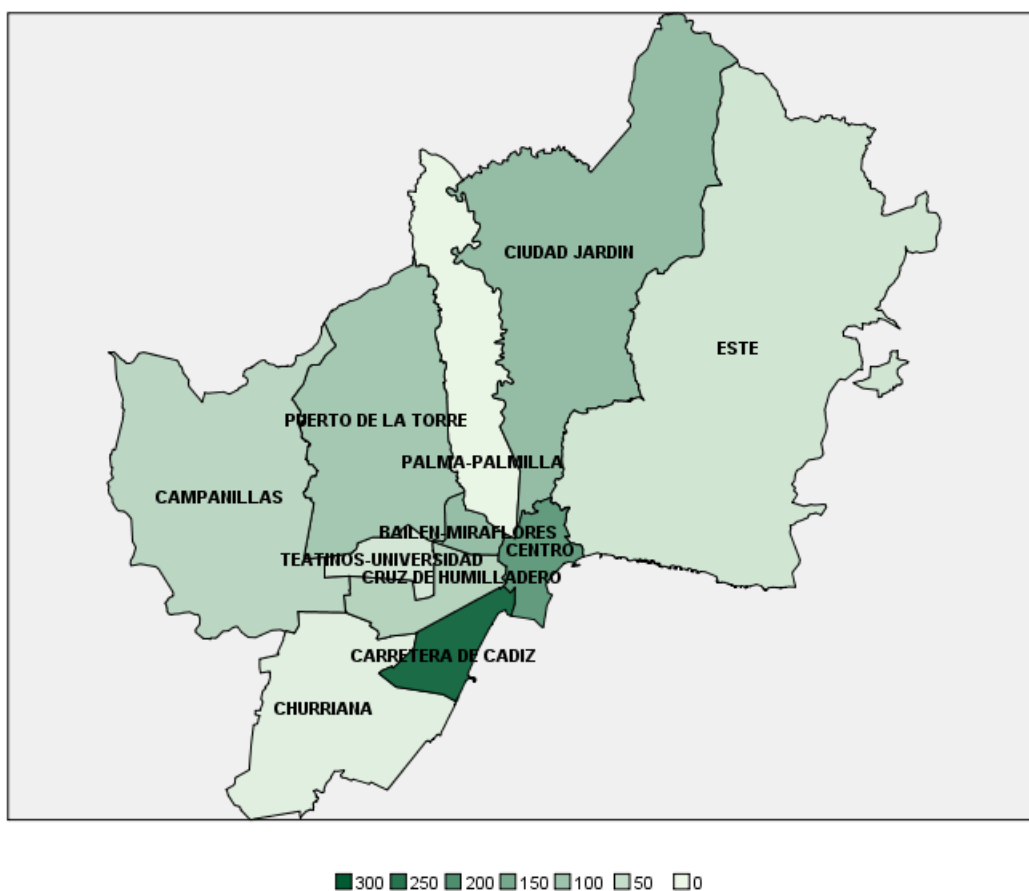 CIUDAD JARDIN
ESTE
PUERTO DE LA TORRE
PALMA-PALMILLA
CAMPANILLAS
BAILEN-MIRAFLORES
CENTRO
TEATINOS-UNIVERSIDAD
CRUZ DE HUMILLADERO
CARRETERA DE CADIZ
CHURRIANA
300 250 200 150 100 50 0